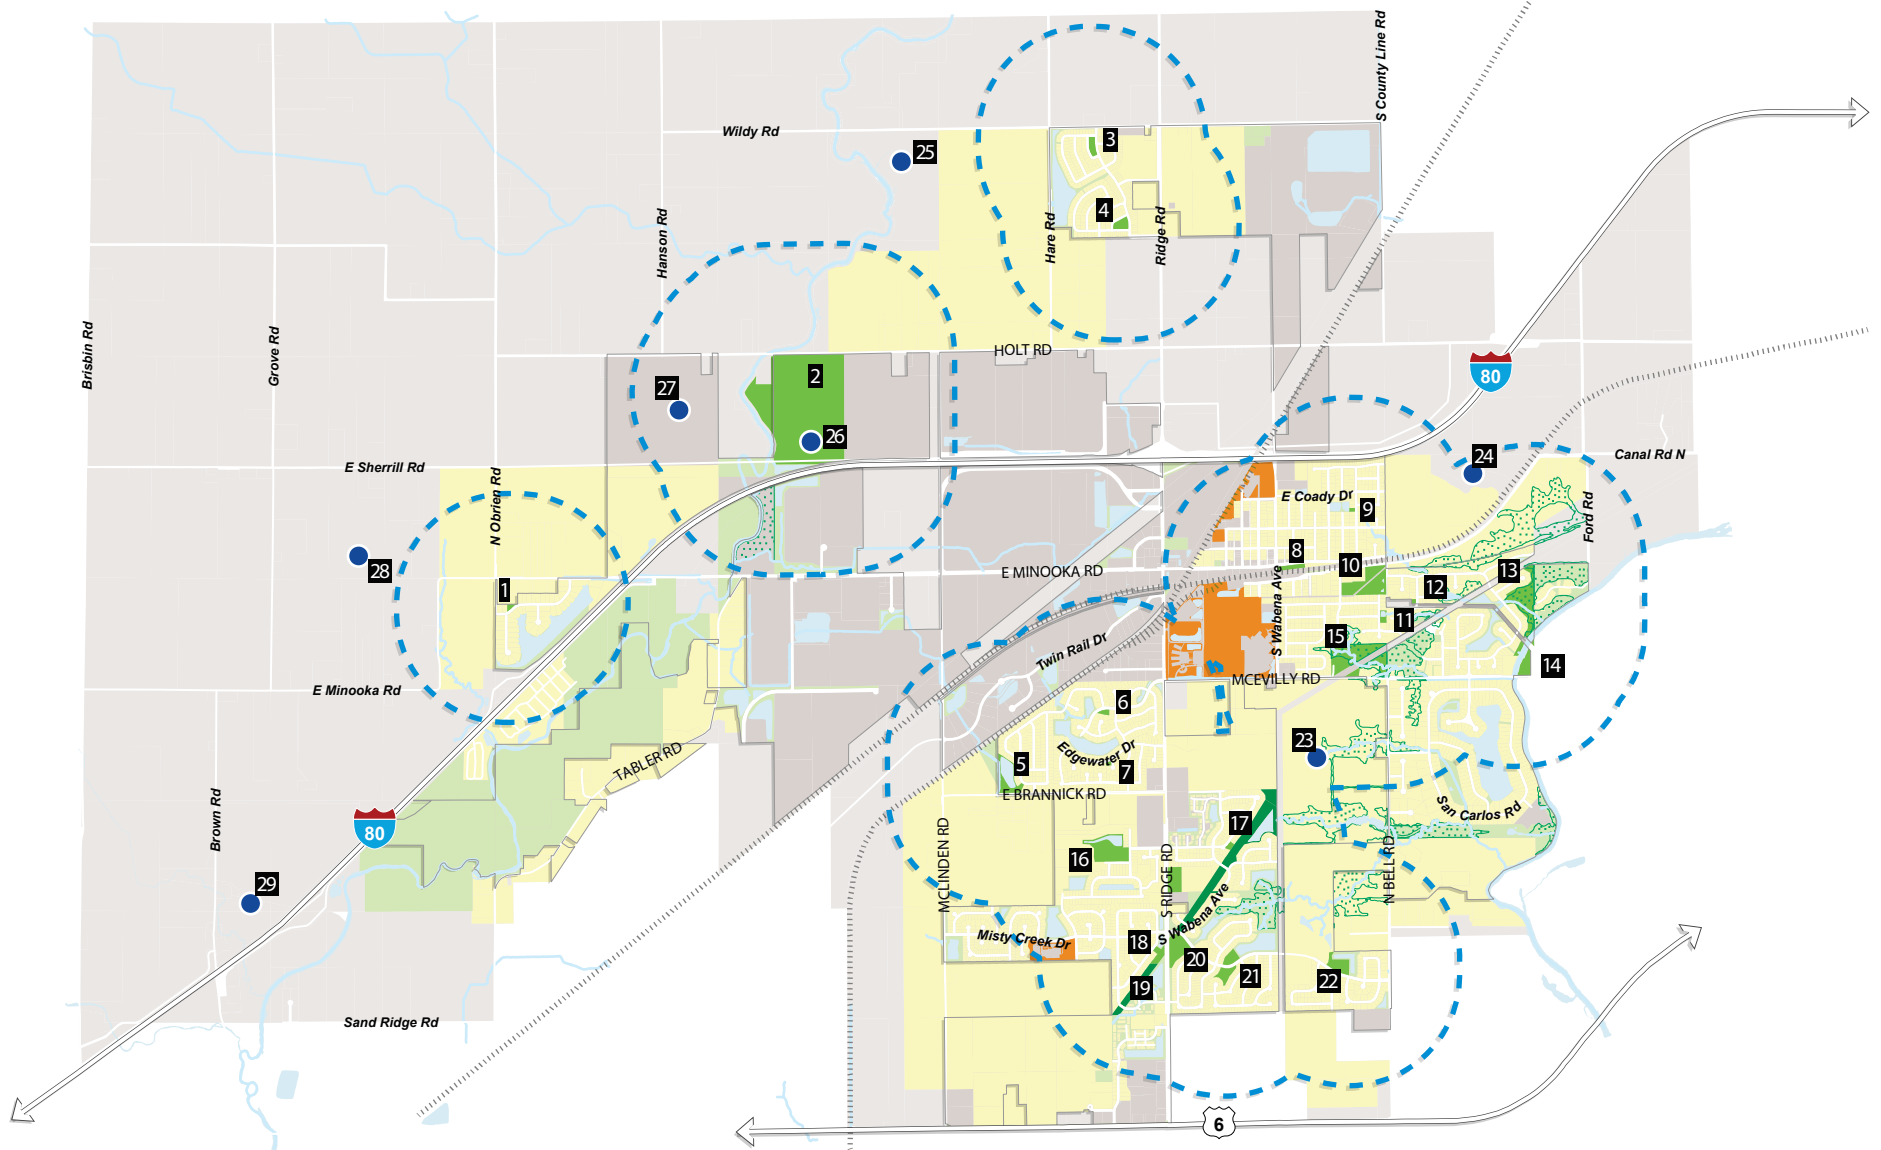 S County Line Rd
Wildy Rd
3
25
4
Hanson Rd
Hare Rd
Ridge Rd
Brisbin Rd
Grove Rd
HOLT RD
2
80
27
26
24
Canal Rd N
E Sherrill Rd
N Obrien Rd
E Coady Dr
9
Ford Rd
8
28
E MINOOKA RD
10
13
1
12
S Wabena Ave
11
15
Twin Rail Dr
14
E Minooka Rd
MCEVILLY RD
6
23
TABLER RD
Edgewater Dr
5
7
E BRANNICK RD
San Carlos Rd
Brown Rd
80
17
MCLINDEN RD
16
S RIDGE RD
N BELL RD
29
S Wabena Ave
Misty Creek Dr
18
20
21
22
19
Sand Ridge Rd
6